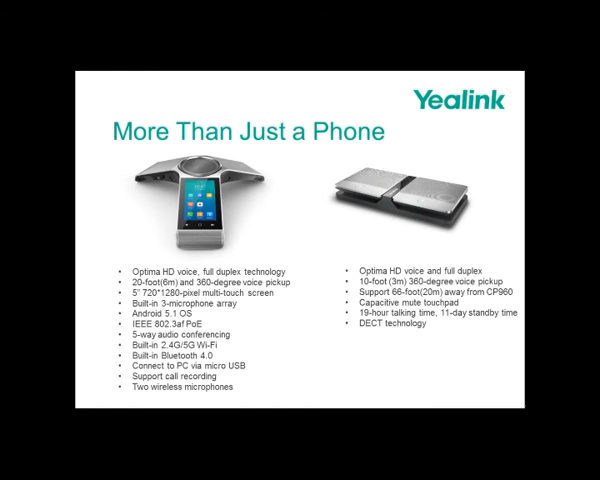 Yealink
More Than Just a Phone
• Optima HD voice, full duplex technology
• 20-foot(6m) and 360-degree voice pickup
• 5” 720*1280-pixel multi-touch screen
• Built-in 3-microphone array
• Android 5.1 OS
• IEEE 802.3af PoE
• 5-way audio conferencing
• Built-in 2.4G/5G Wi-Fi
• Built-in Bluetooth 4.0
• Connect to PC via micro USB
• Support call recording
• Two wireless microphones
• Optima HD voice and full duplex
• 10-foot (3m) 360-degree voice pickup
• Support 66-foot(20m) away from CP960
• Capacitive mute touchpad
• 19-hour talking time, 11-day standby time
• DECT technology